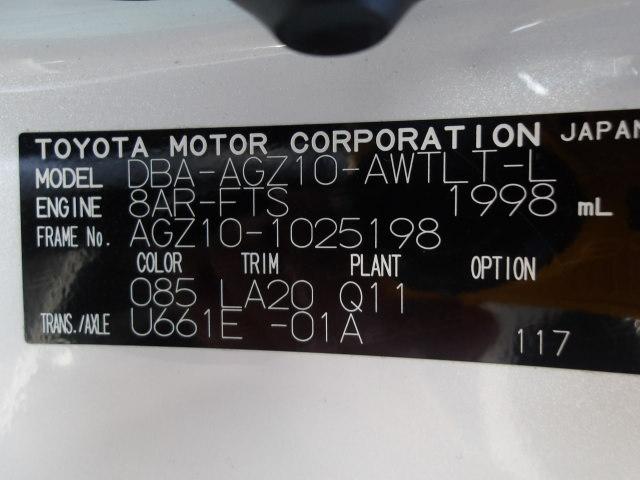 TOYOTA MOTOR CORPORATION JAPAN
MODEL DBA-AGZ10-AWTLT-L
ENGINE 8AR-FTS 1998 mL
FRAME No. AGZ10-1025198
COLOR TRIM PLANT OPTION
085 LA20 Q11
TRANS./AXLE U661E -01A
117